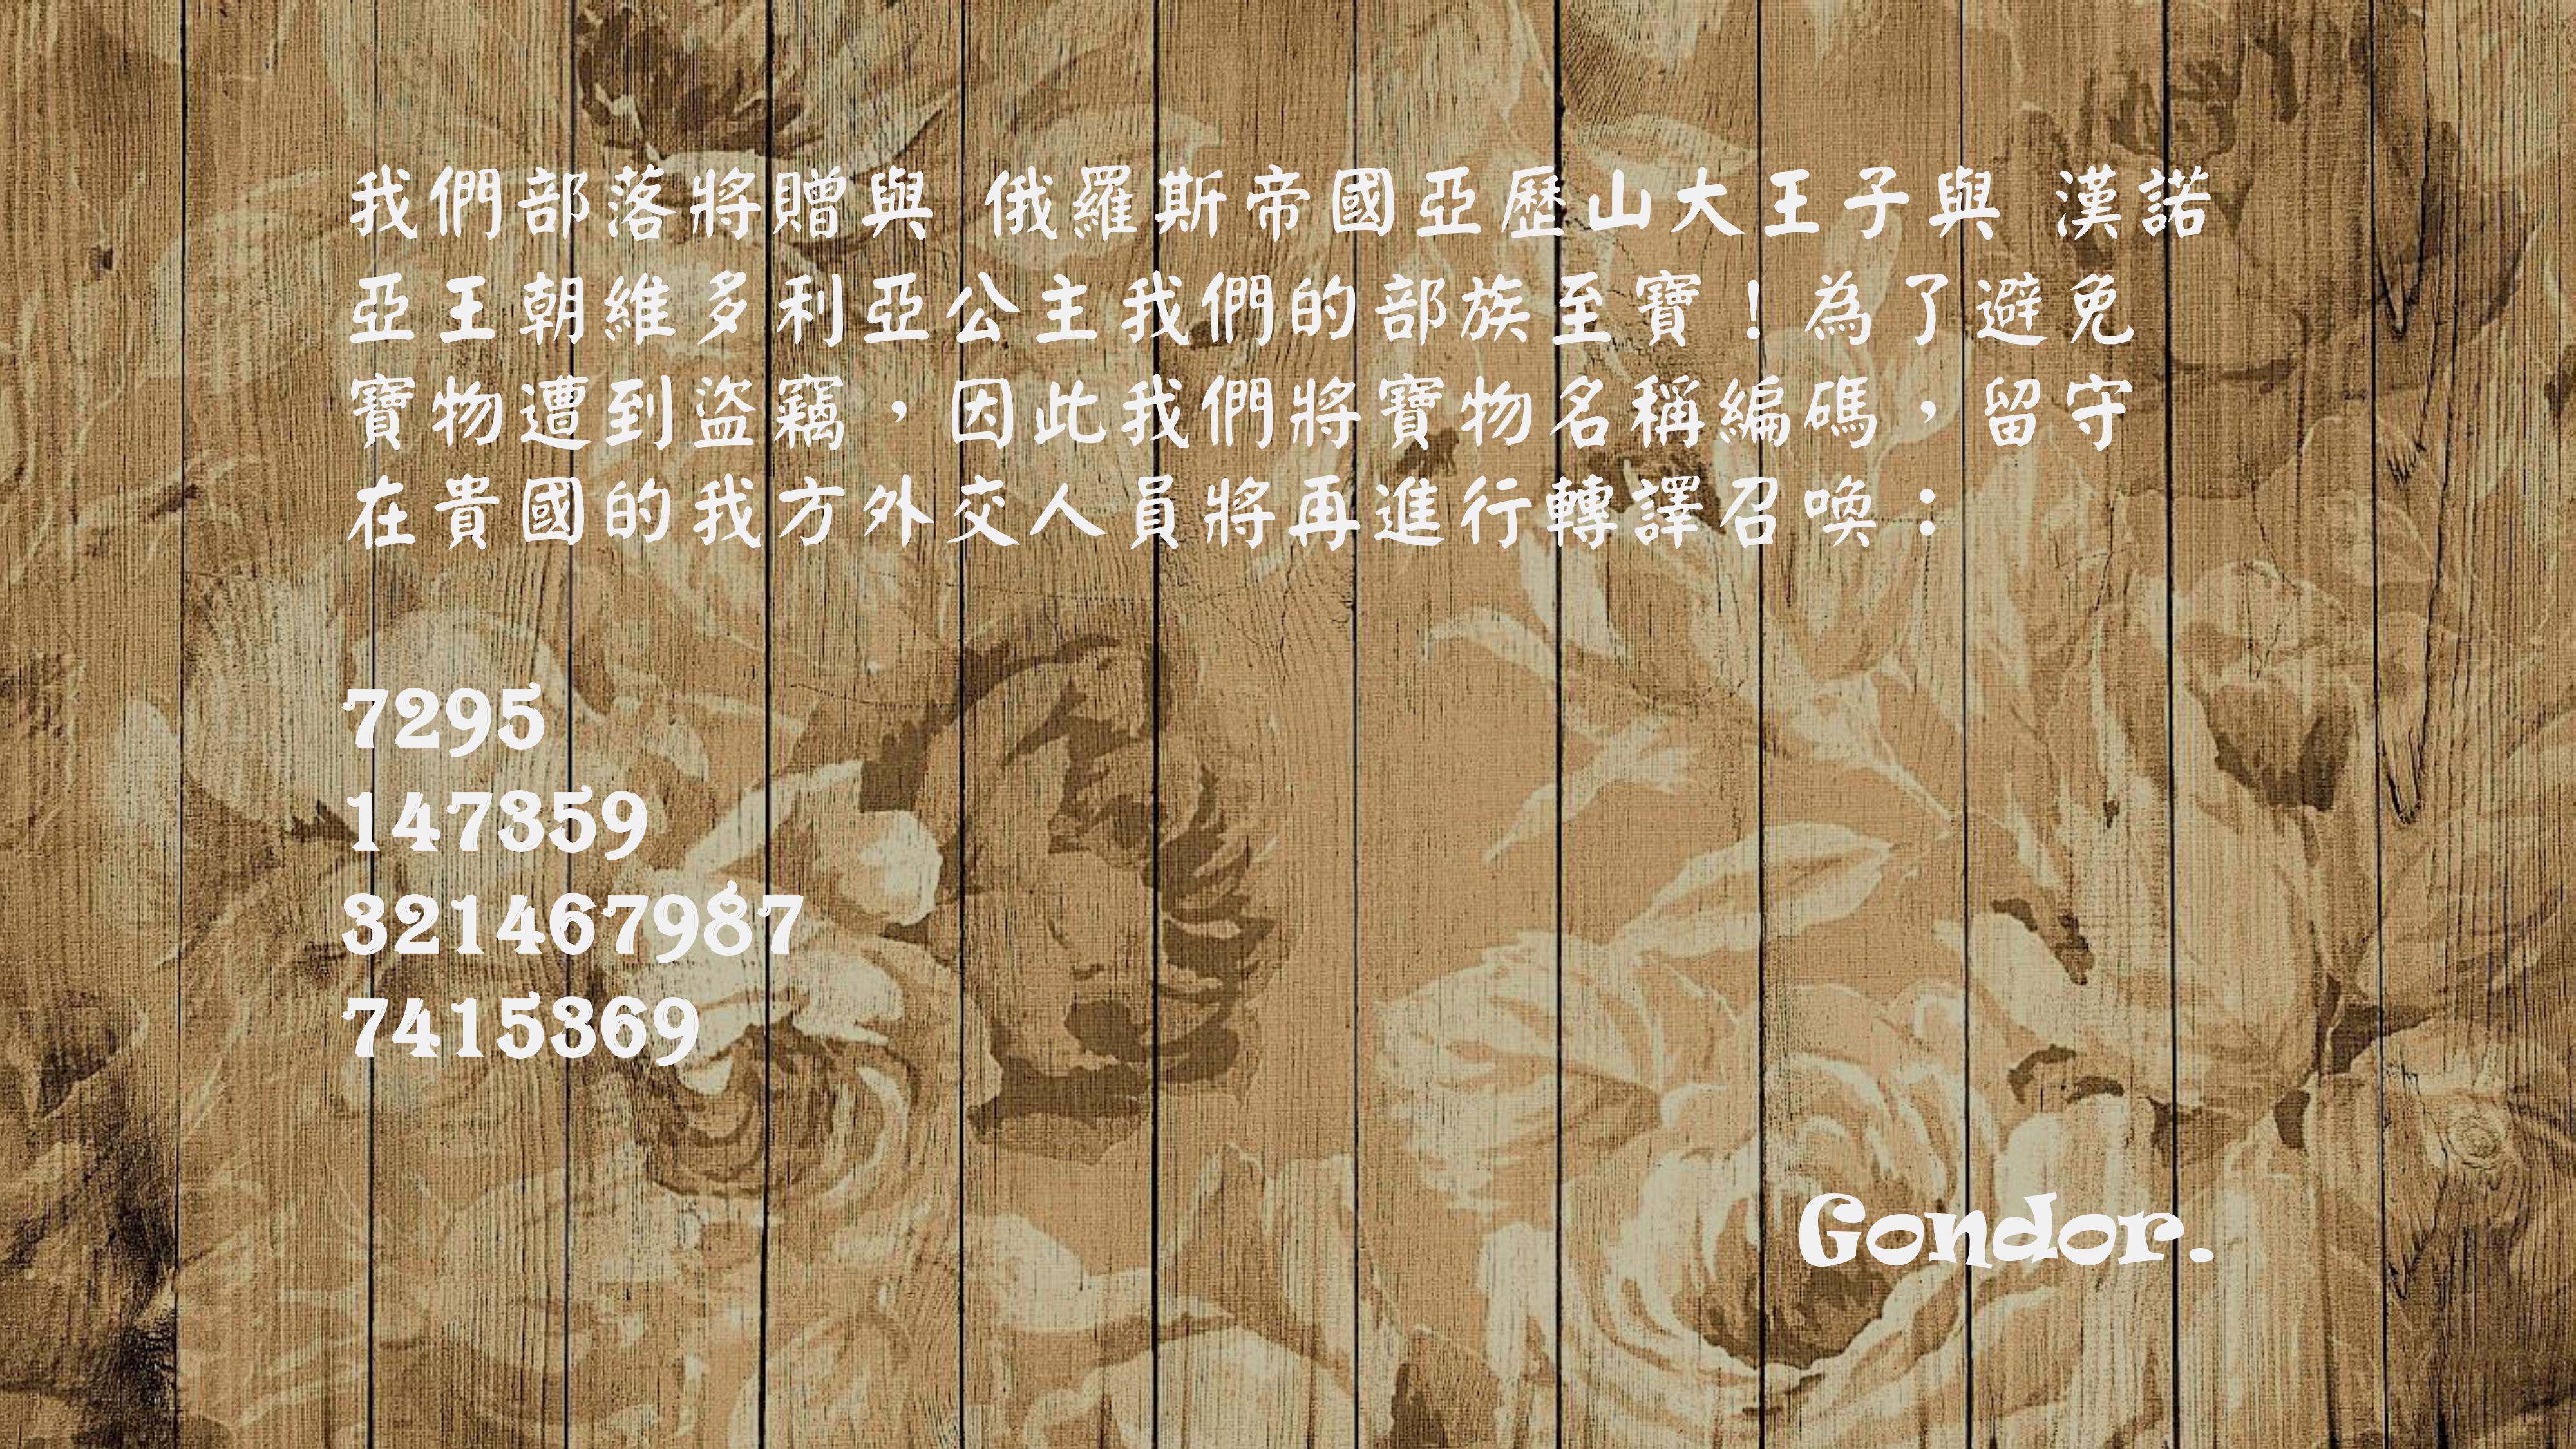 我們部落將贈與 俄羅斯帝國亞歷山大王子與 漢諾
亞王朝維多利亞公主我們的部族至寶！為了避免
寶物遭到盜竊，因此我們將寶物名稱編碼，留守
在貴國的我方外交人員將再進行轉譯召喚：
7295
147359
321467987
7415369
Gondor.